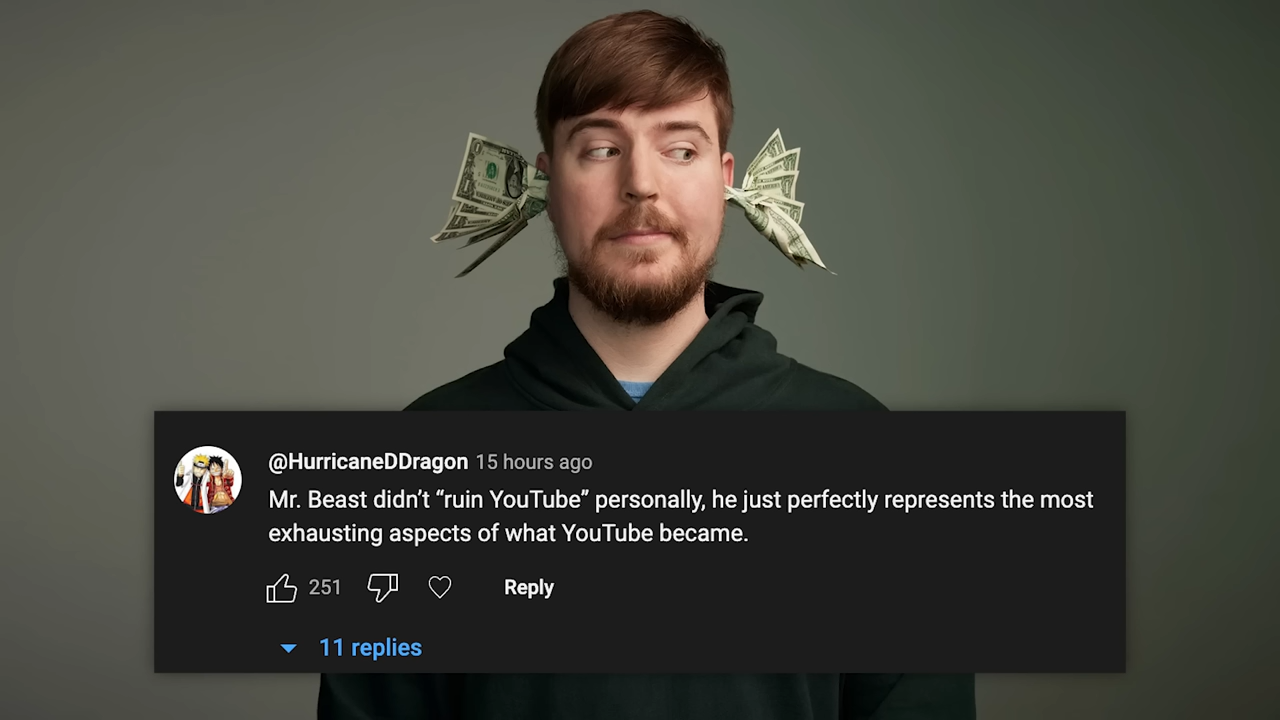 @HurricaneDDragon 15 hours ago
Mr. Beast didn’t “ruin YouTube” personally, he just perfectly represents the most
exhausting aspects of what YouTube became.
251 Reply
11 replies